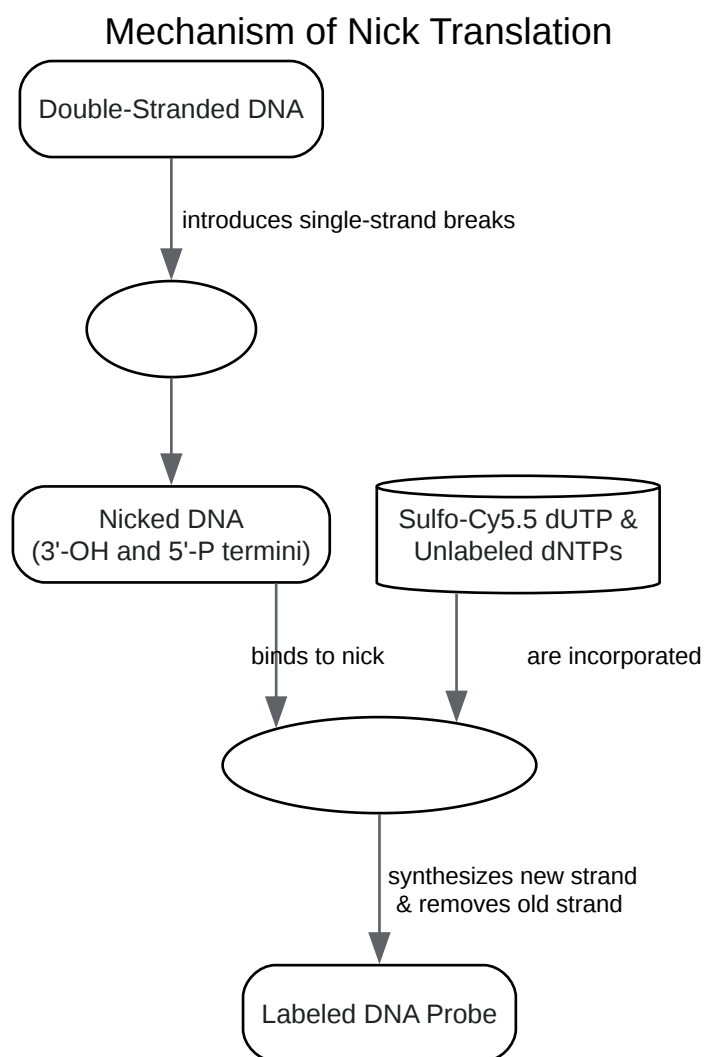 Mechanism of Nick Translation
Double-Stranded DNA
introduces single-strand breaks
Nicked DNA
(3'-OH and 5'-P termini)
Sulfo-Cy5.5 dUTP &
Unlabeled dNTPs
binds to nick
are incorporated
synthesizes new strand
& removes old strand
Labeled DNA Probe